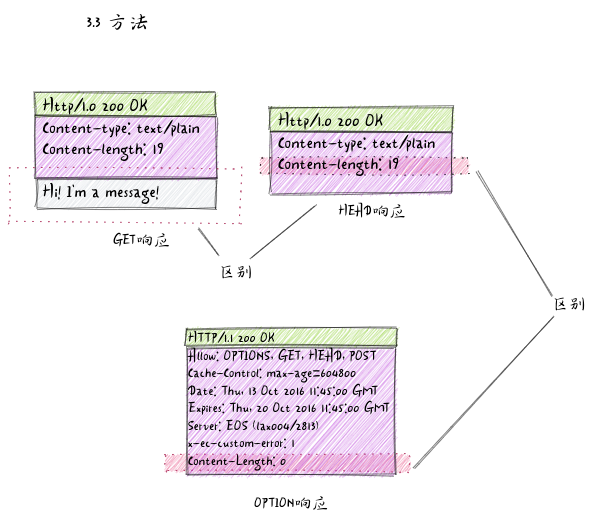 3.3 方法
Http/1.0 200 OK
Content-type: text/plain
Content-length: 19
Hi! I'm a message!
GET响应
Http/1.0 200 OK
Content-type: text/plain
Content-length: 19
HEAD响应
区别
区别
HTTP/1.1 200 OK
Allow: OPTIONS, GET, HEAD, POST
Cache-Control: max-age=604800
Date: Thu, 13 Oct 2016 11:45:00 GMT
Expires: Thu, 20 Oct 2016 11:45:00 GMT
Server: EOS (lax004/2813)
x-ec-custom-error: 1
Content-Length: 0
OPTION响应